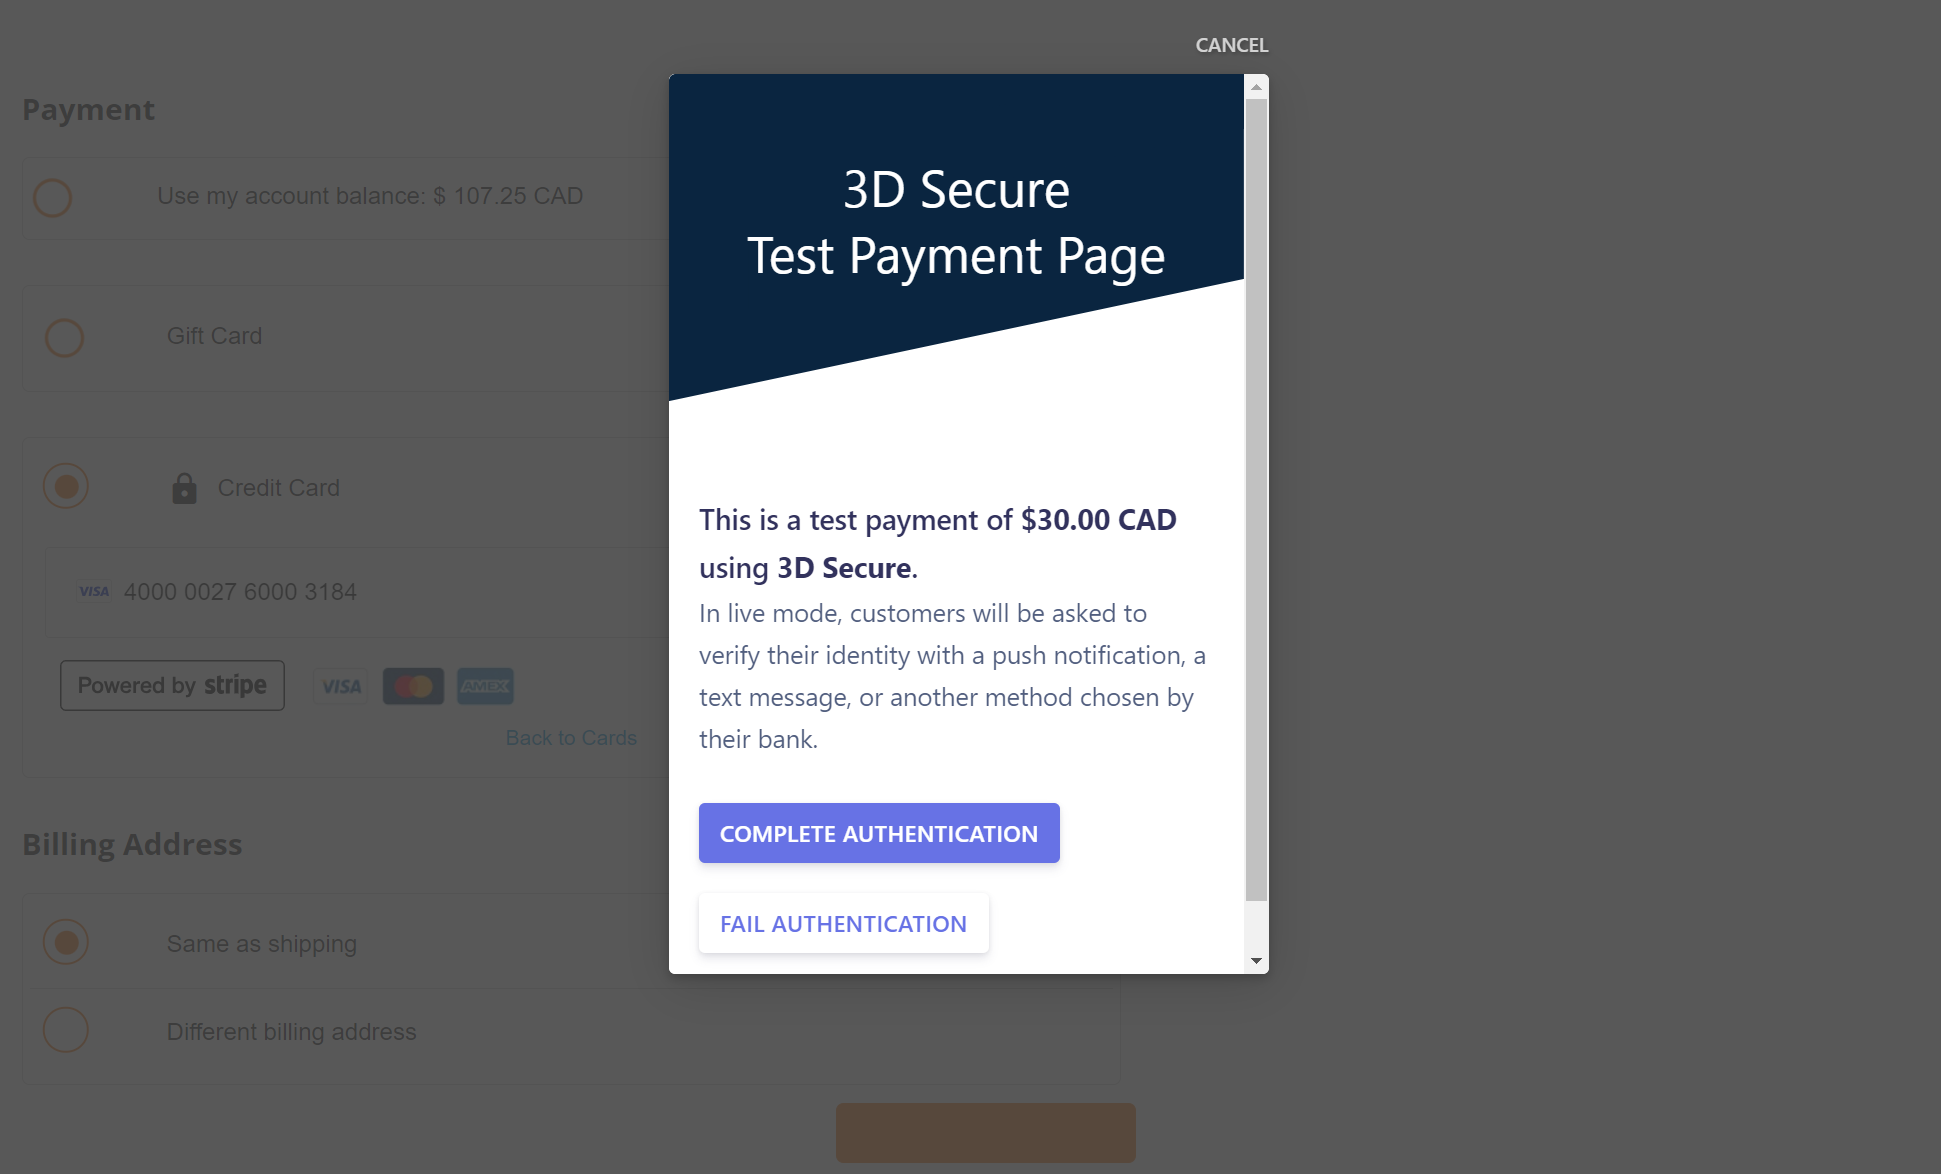 CANCEL
Payment
Use my account balance: $ 107.25 CAD
Gift Card
Credit Card
VISA 4000 0027 6000 3184
Powered by stripe VISA AMEX
Back to Cards
Billing Address
Same as shipping
Different billing address
3D Secure
Test Payment Page
This is a test payment of $30.00 CAD
using 3D Secure.
In live mode, customers will be asked to
verify their identity with a push notification, a
text message, or another method chosen by
their bank.
COMPLETE AUTHENTICATION
FAIL AUTHENTICATION